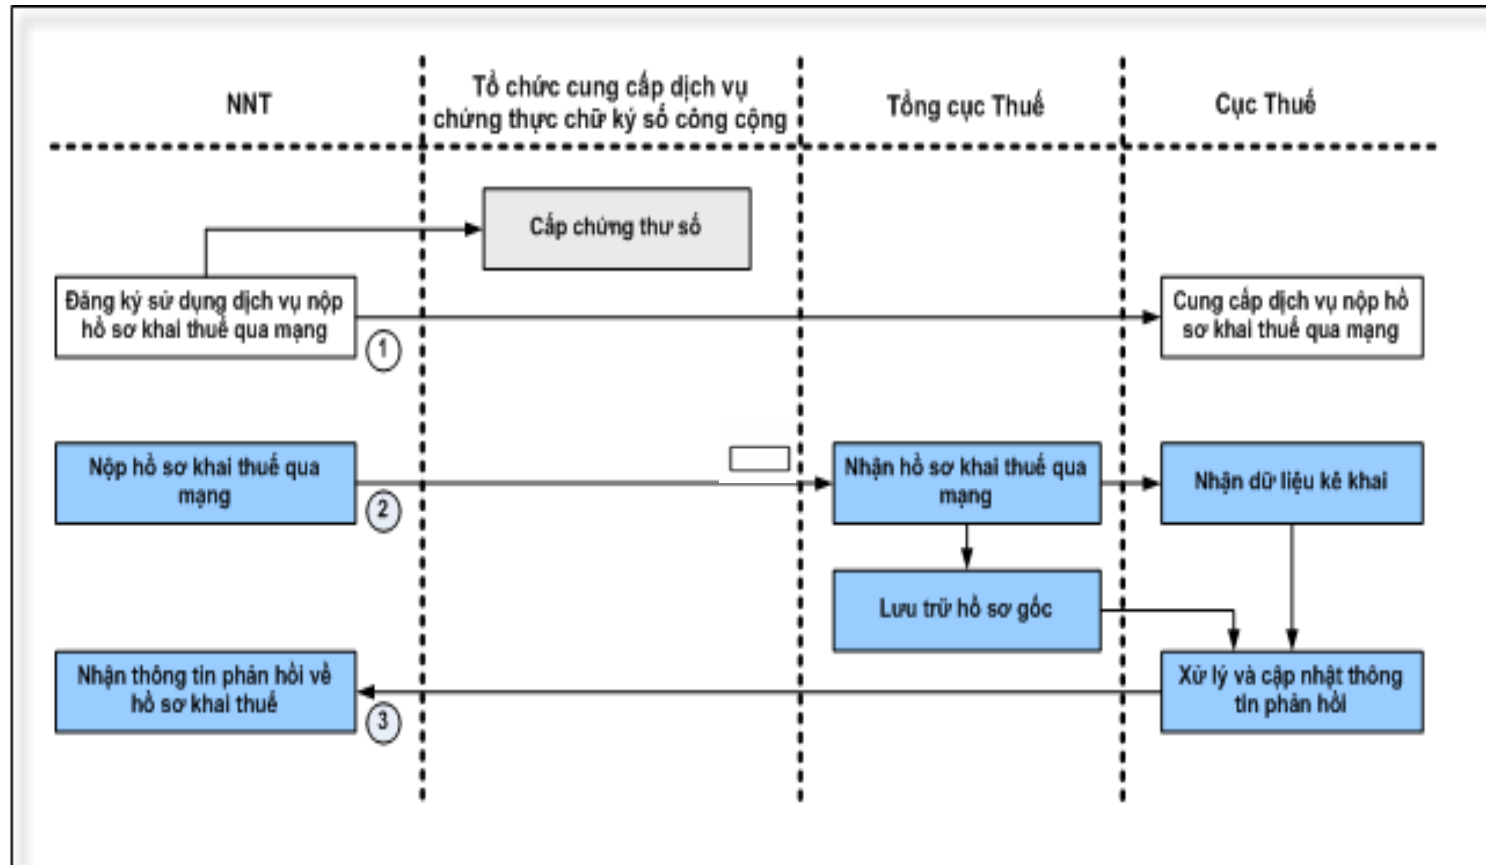 NNT
Tổ chức cung cấp dịch vụ
chứng thực chữ ký số công cộng
Tổng cục Thuế
Cục Thuế
Cấp chứng thư số
Đăng ký sử dụng dịch vụ nộp
hồ sơ khai thuế qua mạng
1
Cung cấp dịch vụ nộp hồ
sơ khai thuế qua mạng
Nộp hồ sơ khai thuế qua
mạng
2
Nhận hồ sơ khai thuế qua
mạng
Nhận dữ liệu kê khai
Lưu trữ hồ sơ gốc
Nhận thông tin phản hồi về
hồ sơ khai thuế
3
Xử lý và cập nhật thông
tin phản hồi